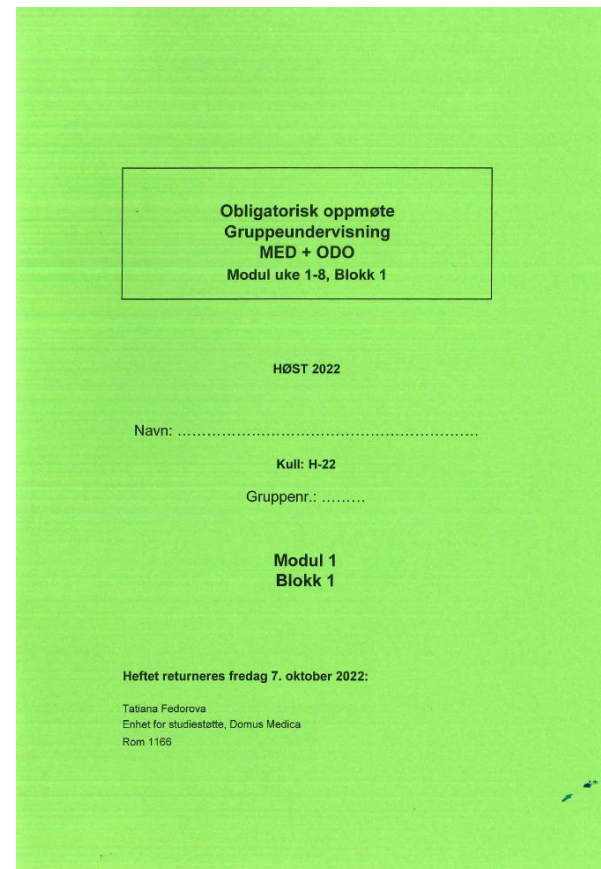 Obligatorisk oppmøte
Gruppeundervisning
MED + ODO
Modul uke 1-8, Blokk 1
HØST 2022
Navn: ............................................................
Kull: H-22
Gruppenr.: .........
Modul 1
Blokk 1
Heftet returneres fredag 7. oktober 2022:
Tatiana Fedorova
Enhet for studiestøtte, Domus Medica
Rom 1166